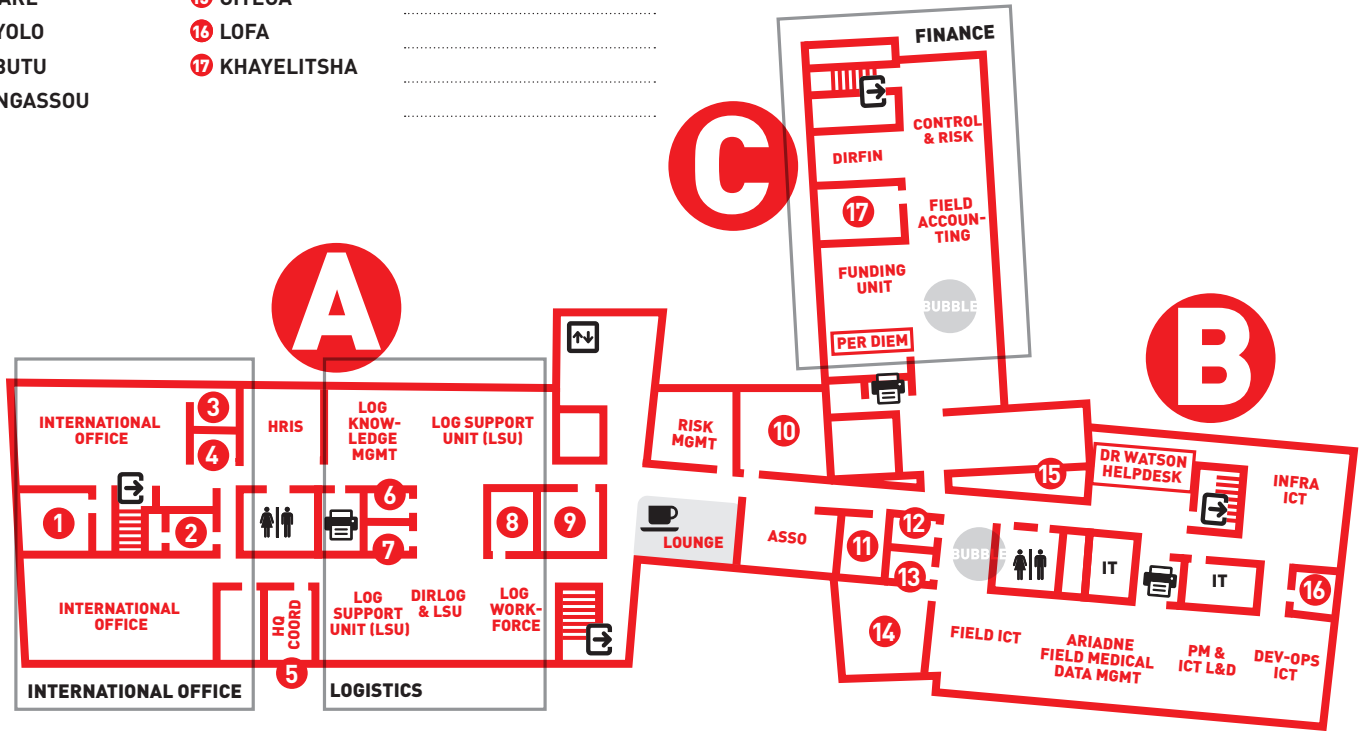 16 LOFA
17 KHAYELITSHA
FINANCE
CONTROL
& RISK
DIRFIN
C
17
FIELD
ACCOUN-
TING
FUNDING
UNIT
BUBBLE
PER DIEM
A
B
INTERNATIONAL
OFFICE
3
4
HRIS
LOG
KNOW-
LEDGE
MGMT
LOG SUPPORT
UNIT (LSU)
RISK
MGMT
10
DR WATSON
HELPDESK
15
INFRA
ICT
1
2
6
7
8
9
LOUNGE
ASSO
11
12
13
BUBBLE
IT
IT
16
INTERNATIONAL
OFFICE
HQ
COORD
5
LOG
SUPPORT
UNIT (LSU)
DIRLOG
& LSU
LOG
WORK-
FORCE
14
FIELD ICT
ARIADNE
FIELD MEDICAL
DATA MGMT
PM &
ICT L&D
DEV-OPS
ICT
INTERNATIONAL OFFICE
LOGISTICS